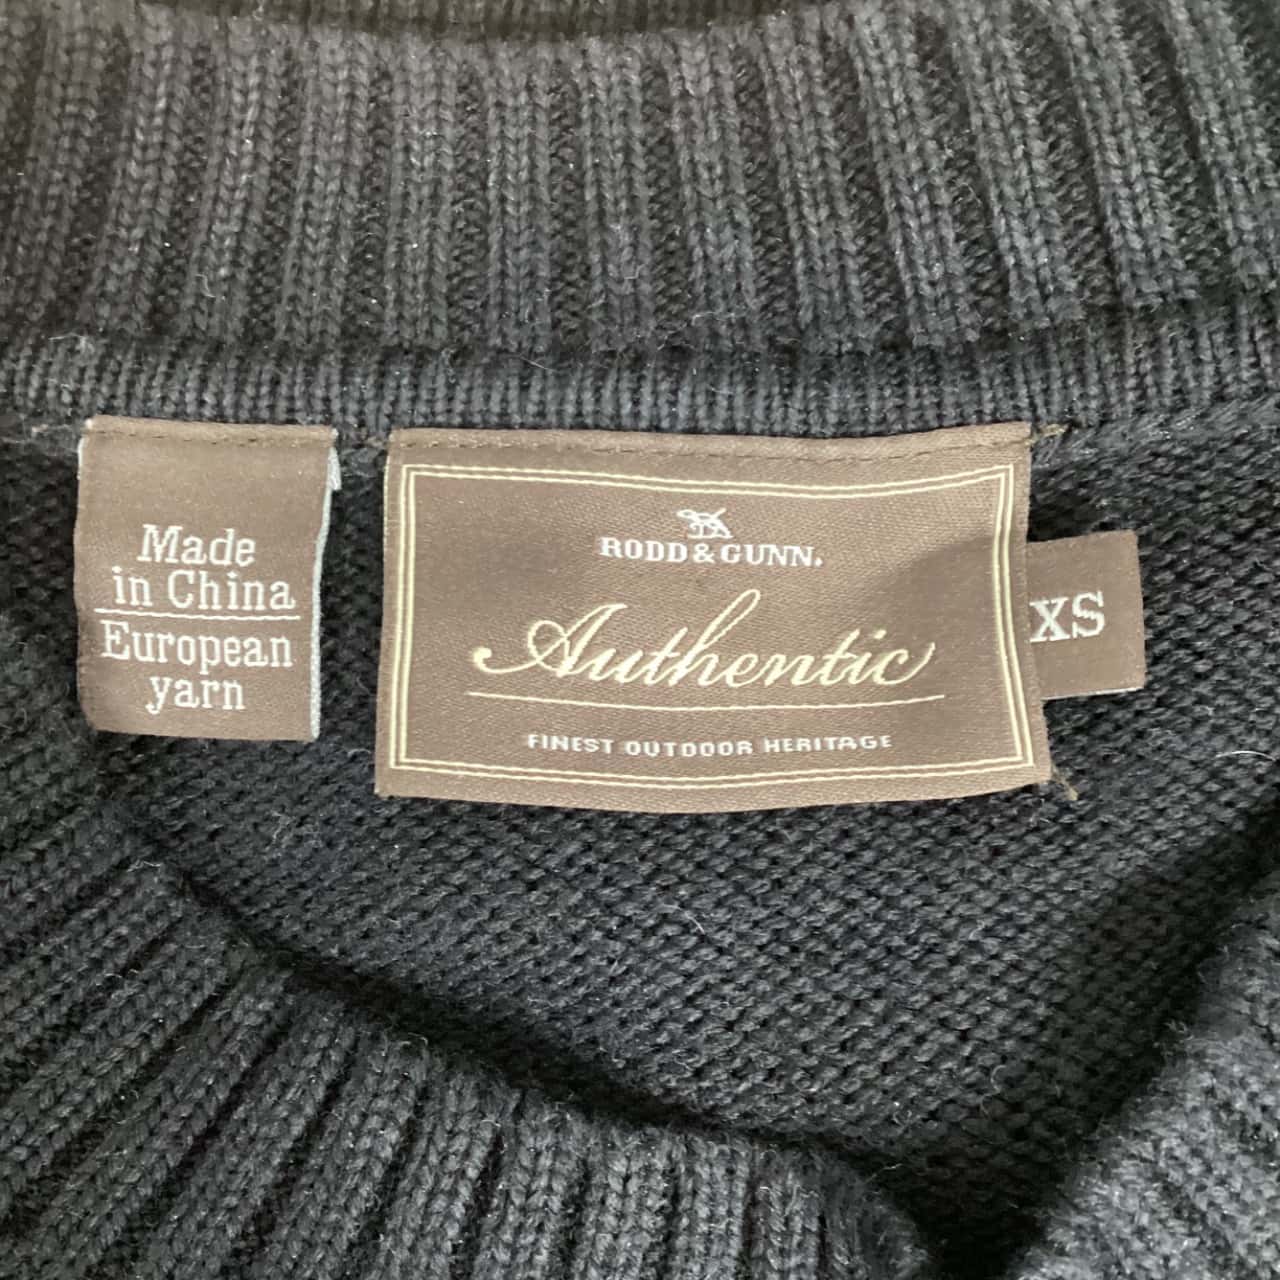 Made
in China
European
yarn
RODD & GUNN.
Authentic
FINEST OUTDOOR HERITAGE
XS